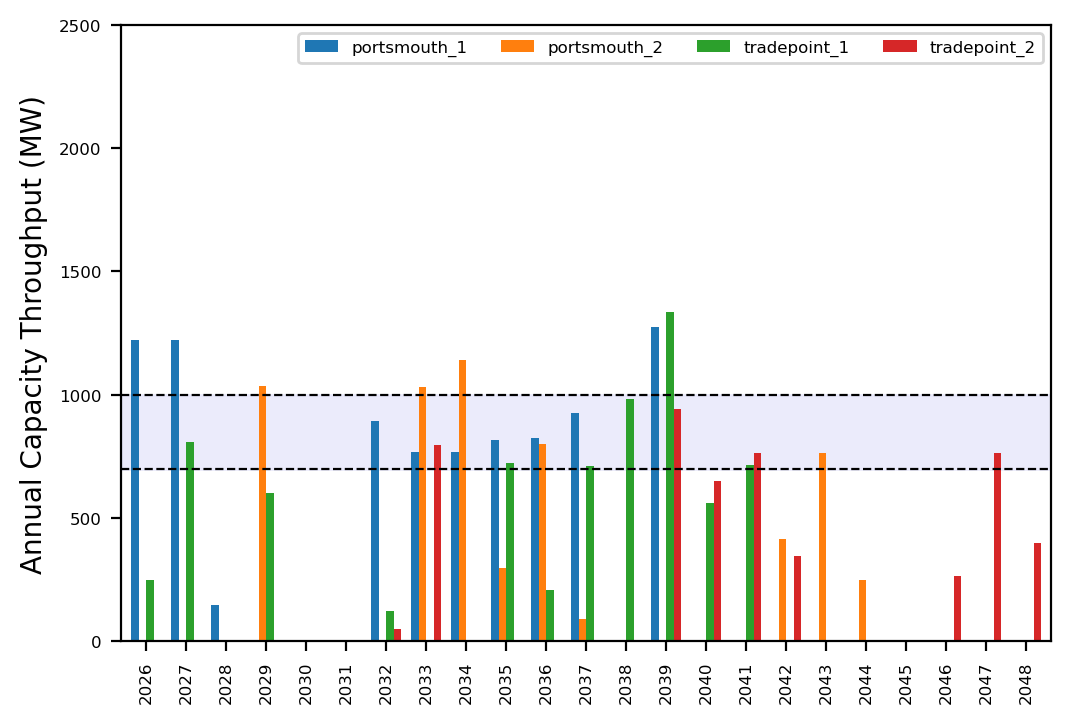 Annual Capacity Throughput (MW)
2500
2000
1500
1000
500
0
portsmouth_1 portsmouth_2 tradepoint_1 tradepoint_2
2026 2027 2028 2029 2030 2031 2032 2033 2034 2035 2036 2037 2038 2039 2040 2041 2042 2043 2044 2045 2046 2047 2048